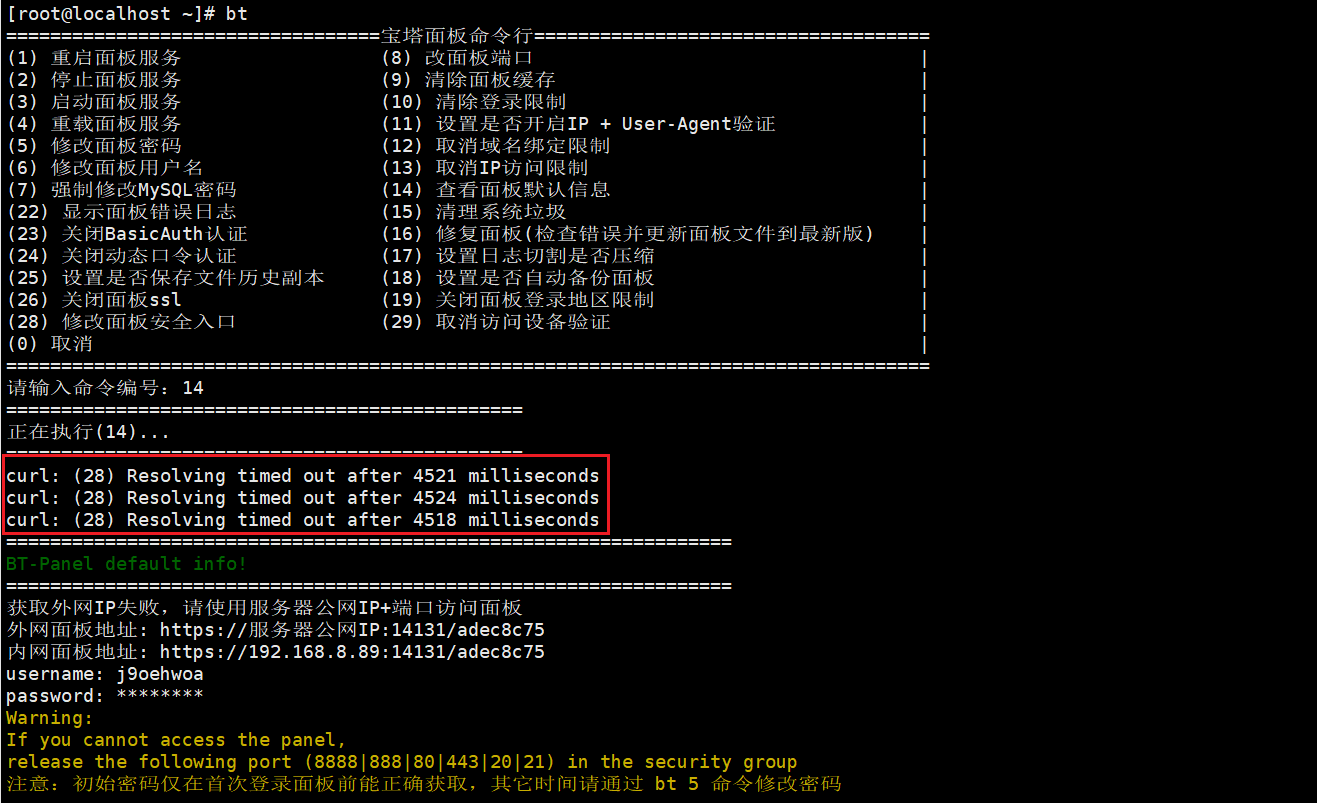 [root@localhost ~]# bt
==================================宝塔面板命令行====================================
(1) 重启面板服务 (8) 改面板端口 |
(2) 停止面板服务 (9) 清除面板缓存 |
(3) 启动面板服务 (10) 清除登录限制 |
(4) 重载面板服务 (11) 设置是否开启IP + User-Agent验证 |
(5) 修改面板密码 (12) 取消域名绑定限制 |
(6) 修改面板用户名 (13) 取消IP访问限制 |
(7) 强制修改MySQL密码 (14) 查看面板默认信息 |
(22) 显示面板错误日志 (15) 清理系统垃圾 |
(23) 关闭BasicAuth认证 (16) 修复面板(检查错误并更新面板文件到最新版) |
(24) 关闭动态口令认证 (17) 设置日志切割是否压缩 |
(25) 设置是否保存文件历史副本 (18) 设置是否自动备份面板 |
(26) 关闭面板ssl (19) 关闭面板登录地区限制 |
(28) 修改面板安全入口 (29) 取消访问设备验证 |
(0) 取消 |
====================================================================================
请输入命令编号：14
===============================================
正在执行(14)...
===============================================
curl: (28) Resolving timed out after 4521 milliseconds
curl: (28) Resolving timed out after 4524 milliseconds
curl: (28) Resolving timed out after 4518 milliseconds
==================================================================
BT-Panel default info!
==================================================================
获取外网IP失败，请使用服务器公网IP+端口访问面板
外网面板地址: https://服务器公网IP:14131/adec8c75
内网面板地址: https://192.168.8.89:14131/adec8c75
username: j9oehwoa
password: ********
Warning:
If you cannot access the panel,
release the following port (8888|888|80|443|20|21) in the security group
注意：初始密码仅在首次登录面板前能正确获取，其它时间请通过 bt 5 命令修改密码